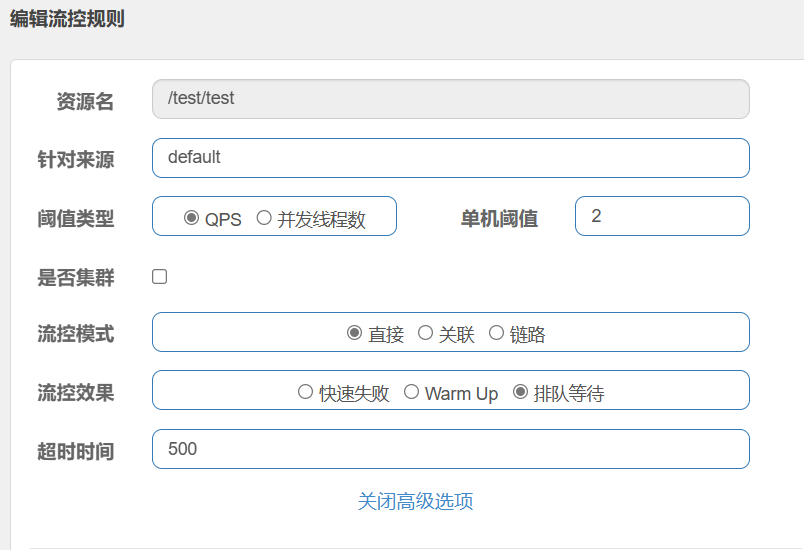 编辑流控规则
资源名 /test/test
针对来源 default
阈值类型 QPS 并发线程数 单机阈值 2
是否集群
流控模式 直接 关联 链路
流控效果 快速失败 Warm Up 排队等待
超时时间 500
关闭高级选项